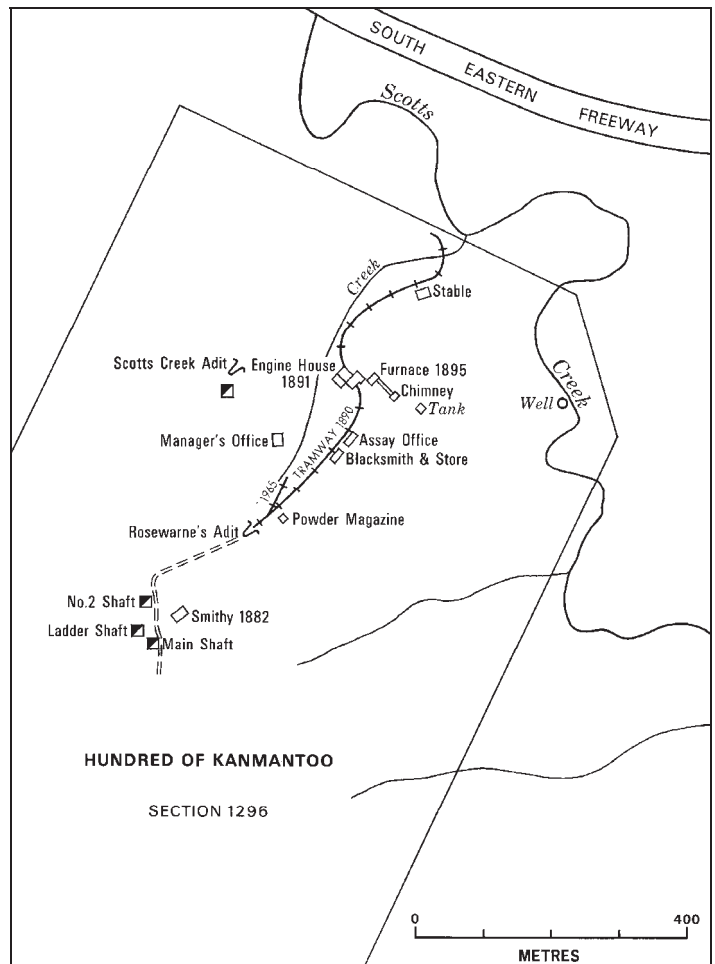 SOUTH EASTERN FREEWAY
Scotts
Creek
Stable
Scotts Creek Adit
Engine House
1891
Furnace 1895
Chimney
Tank
Creek
Well
Manager's Office
TRAMWAY 1890
Assay Office
Blacksmith & Store
1965
Powder Magazine
Rosewarne's Adit
No.2 Shaft
Smithy 1882
Ladder Shaft
Main Shaft
HUNDRED OF KANMANTOO
SECTION 1296
0 400
METRES